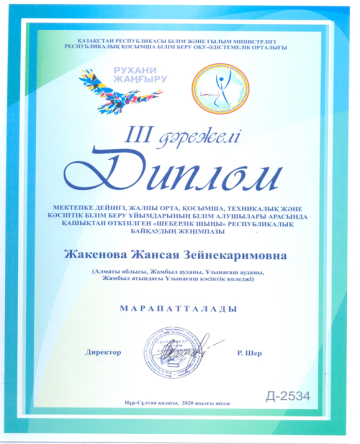 ҚАЗАҚСТАН РЕСПУБЛИКАСЫ БІЛІМ ЖӘНЕ ҒЫЛЫМ МИНИСТРЛІГІ
РЕСПУБЛИКАЛЫҚ ҚОСЫМША БІЛІМ БЕРУ ОҚУ-ӘДІСТЕМЕЛІК ОРТАЛЫҒЫ
РУХАНИ
ЖАҢҒЫРУ
III дәрежелі
Диплом
МЕКТЕПКЕ ДЕЙІНГІ, ЖАЛПЫ ОРТА, ҚОСЫМША, ТЕХНИКАЛЫҚ ЖӘНЕ
КӘСІПТІК БІЛІМ БЕРУ ҰЙЫМДАРЫНЫҢ БІЛІМ АЛУШЫЛАРЫ АРАСЫНДА
ҚАШЫҚТАН ӨТКІЗІЛГЕН «ШЕБЕРЛІК ШЫҢЫ» РЕСПУБЛИКАЛЫҚ
БАЙҚАУДЫҢ ЖЕҢІМПАЗЫ
Жакенова Жансая Зейнекаримовна
(Алматы облысы, Жамбыл ауданы, Ұзынағаш ауданы,
Жамбыл атындағы Ұзынағаш кәсіптік колледжі)
МАРАПАТТАЛАДЫ
Директор Р. Шер
Д-2534
Нұр-Сұлтан қаласы, 2020 жылғы шілде